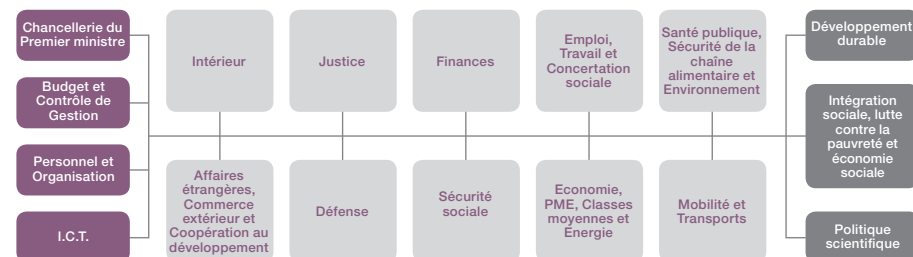 Chancellerie du
Premier ministre
Budget et
Contrôle de
Gestion
Personnel et
Organisation
I.C.T.
Intérieur
Justice
Finances
Emploi,
Travail et
Concertation
sociale
Santé publique,
Sécurité de la
chaîne
alimentaire et
Environnement
Affaires
étrangères,
Commerce
extérieur et
Coopération au
développement
Défense
Sécurité
sociale
Economie,
PME, Classes
moyennes et
Energie
Mobilité et
Transports
Développement
durable
Intégration
sociale, lutte
contre la
pauvreté et
économie
sociale
Politique
scientifique